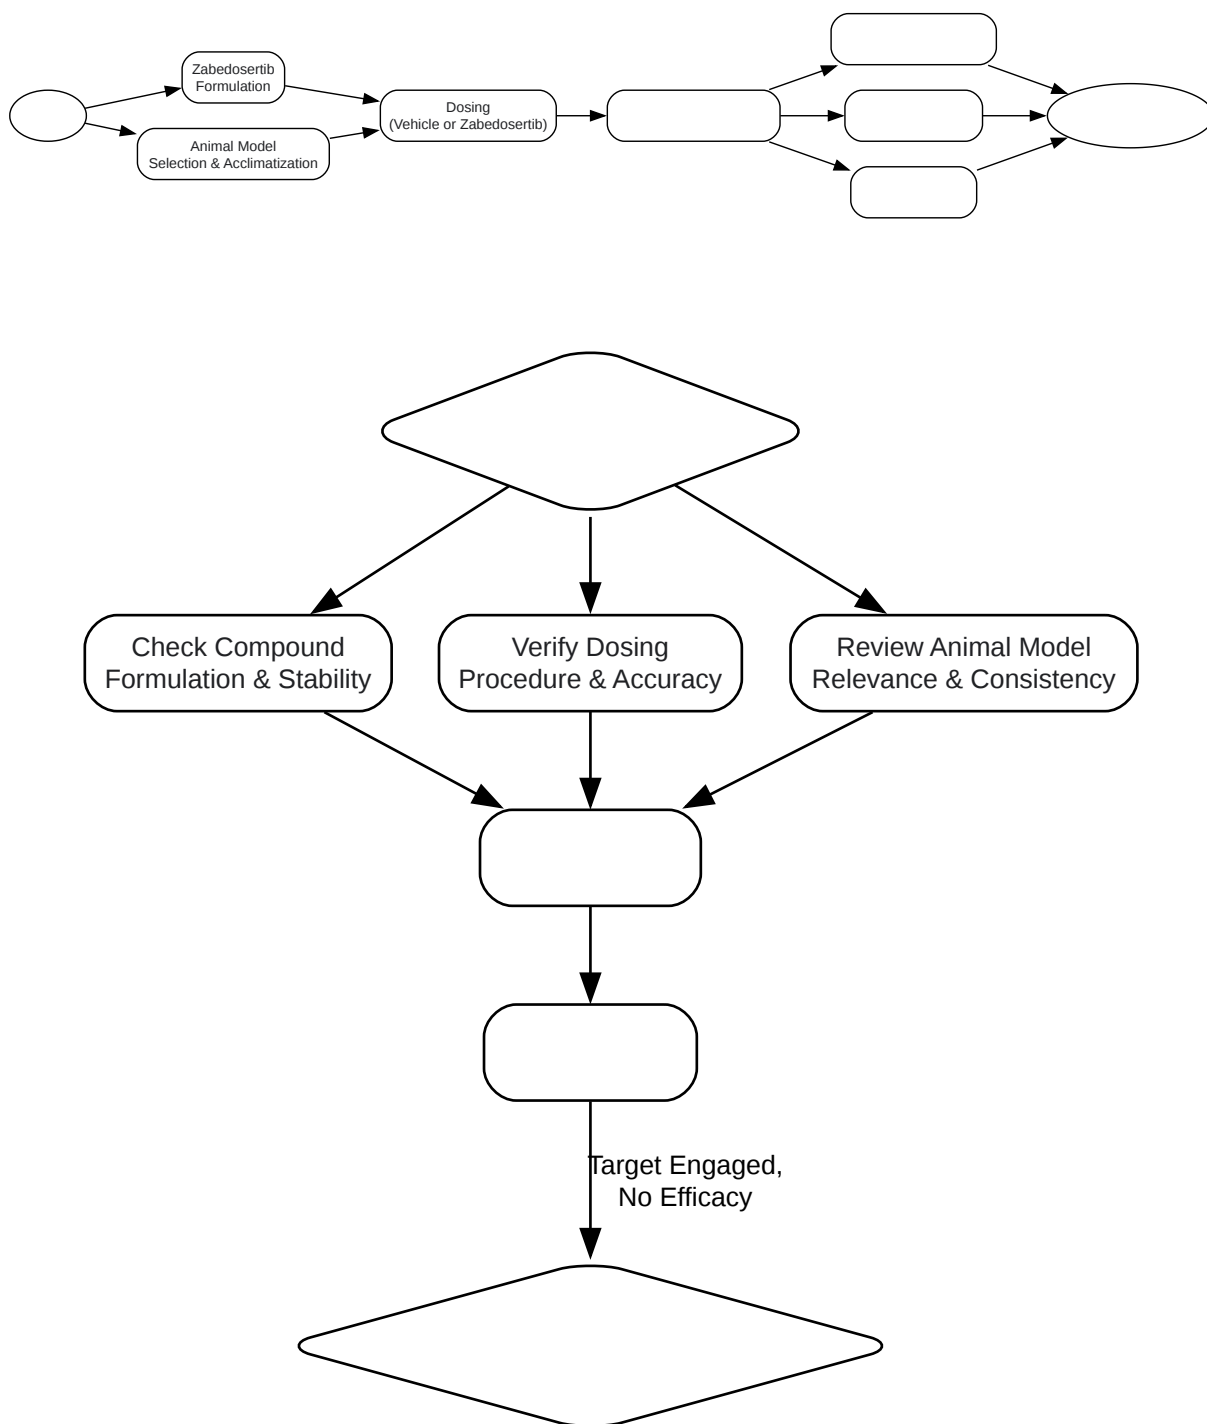 Zabedosertib
Formulation
Animal Model
Selection & Acclimatization
Dosing
(Vehicle or Zabedosertib)
Check Compound
Formulation & Stability
Verify Dosing
Procedure & Accuracy
Review Animal Model
Relevance & Consistency
Target Engaged,
No Efficacy